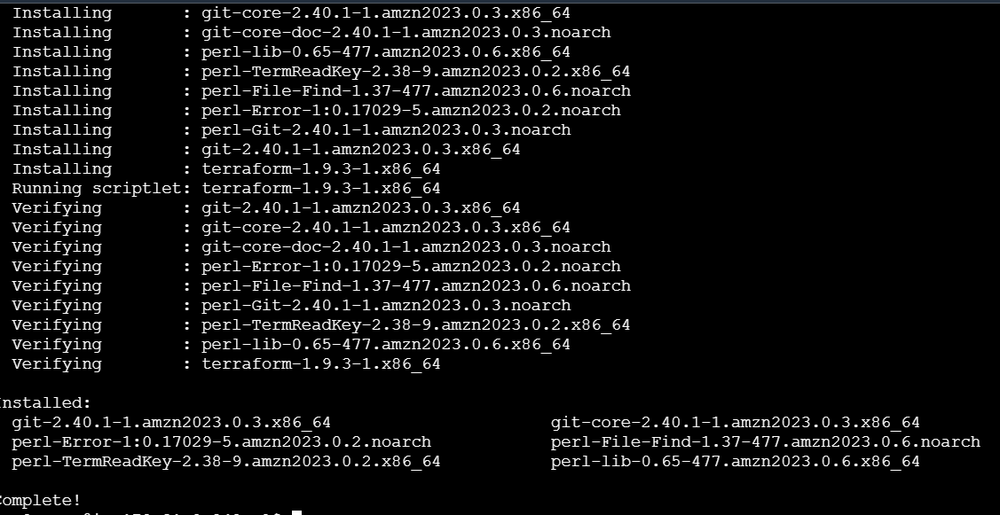 Installing : git-core-2.40.1-1.amzn2023.0.3.x86_64
Installing : git-core-doc-2.40.1-1.amzn2023.0.3.noarch
Installing : perl-lib-0.65-477.amzn2023.0.6.x86_64
Installing : perl-TermReadKey-2.38-9.amzn2023.0.2.x86_64
Installing : perl-File-Find-1.37-477.amzn2023.0.6.noarch
Installing : perl-Error-1:0.17029-5.amzn2023.0.2.noarch
Installing : perl-Git-2.40.1-1.amzn2023.0.3.noarch
Installing : git-2.40.1-1.amzn2023.0.3.x86_64
Installing : terraform-1.9.3-1.x86_64
Running scriptlet: terraform-1.9.3-1.x86_64
Verifying : git-2.40.1-1.amzn2023.0.3.x86_64
Verifying : git-core-2.40.1-1.amzn2023.0.3.x86_64
Verifying : git-core-doc-2.40.1-1.amzn2023.0.3.noarch
Verifying : perl-Error-1:0.17029-5.amzn2023.0.2.noarch
Verifying : perl-File-Find-1.37-477.amzn2023.0.6.noarch
Verifying : perl-Git-2.40.1-1.amzn2023.0.3.noarch
Verifying : perl-TermReadKey-2.38-9.amzn2023.0.2.x86_64
Verifying : perl-lib-0.65-477.amzn2023.0.6.x86_64
Verifying : terraform-1.9.3-1.x86_64
nstalled:
git-2.40.1-1.amzn2023.0.3.x86_64 git-core-2.40.1-1.amzn2023.0.3.x86_64
perl-Error-1:0.17029-5.amzn2023.0.2.noarch perl-File-Find-1.37-477.amzn2023.0.6.noarch
perl-TermReadKey-2.38-9.amzn2023.0.2.x86_64 perl-lib-0.65-477.amzn2023.0.6.x86_64
omplete!